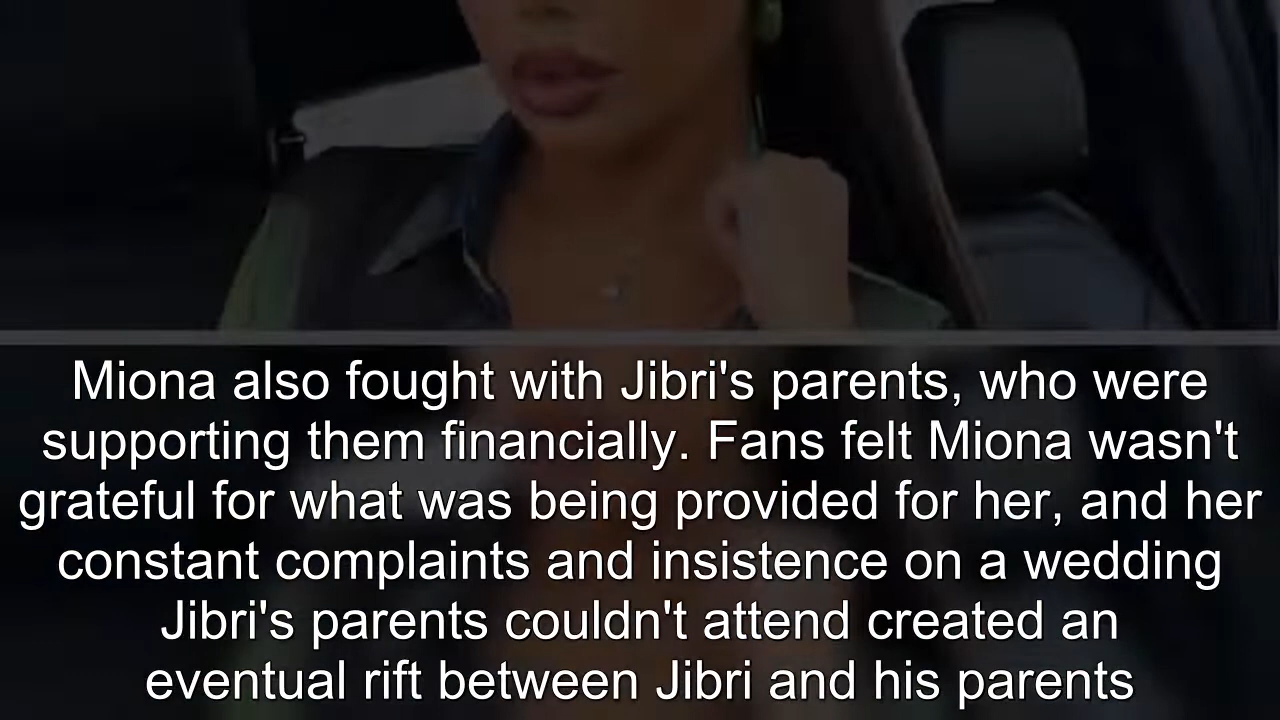 Miona also fought with Jibri's parents, who were
supporting them financially. Fans felt Miona wasn't
grateful for what was being provided for her, and her
constant complaints and insistence on a wedding
Jibri's parents couldn't attend created an
eventual rift between Jibri and his parents